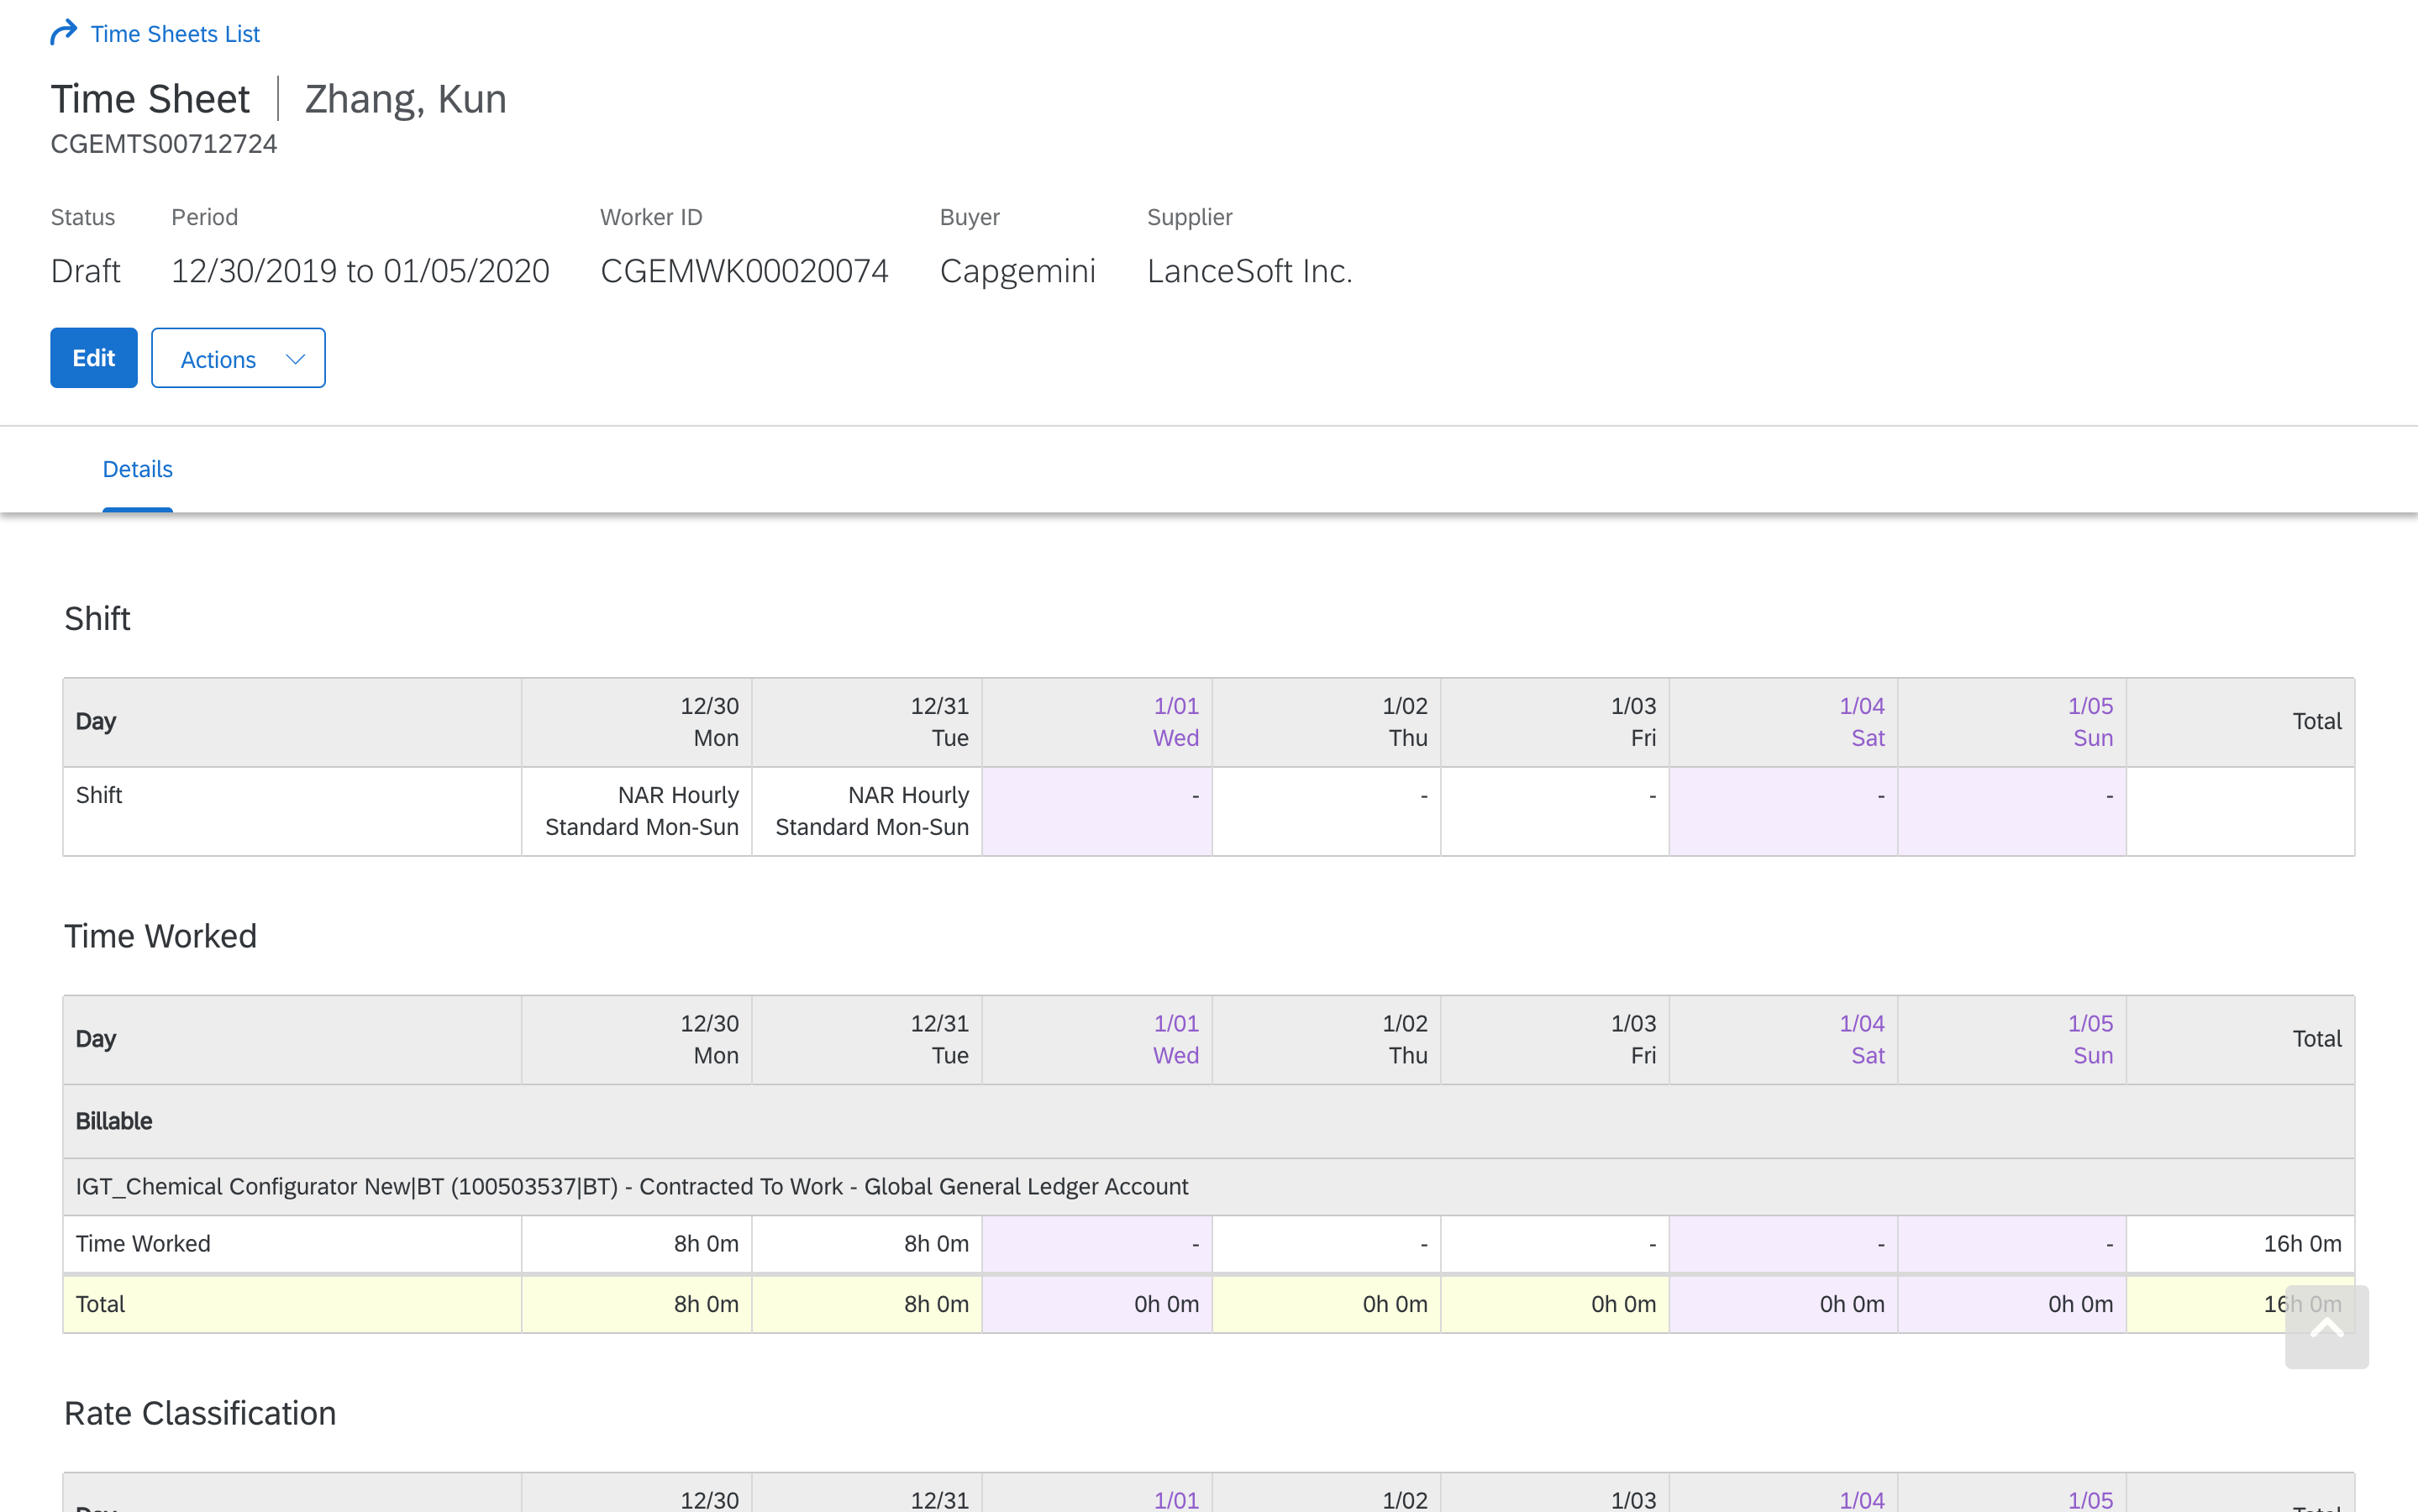 Time Sheets List
Time Sheet | Zhang, Kun
CGEMTS00712724
Status Period Worker ID Buyer Supplier
Draft 12/30/2019 to 01/05/2020 CGEMWK00020074 Capgemini LanceSoft Inc.
Edit Actions
Details
Shift
Day 12/30 Mon 12/31 Tue 1/01 Wed 1/02 Thu 1/03 Fri 1/04 Sat 1/05 Sun Total
Shift NAR Hourly Standard Mon-Sun NAR Hourly Standard Mon-Sun - - - - -
Time Worked
Day 12/30 Mon 12/31 Tue 1/01 Wed 1/02 Thu 1/03 Fri 1/04 Sat 1/05 Sun Total
Billable
IGT_Chemical Configurator New|BT (100503537|BT) - Contracted To Work - Global General Ledger Account
Time Worked 8h 0m 8h 0m - - - - - 16h 0m
Total 8h 0m 8h 0m 0h 0m 0h 0m 0h 0m 0h 0m 0h 0m 16h 0m
Rate Classification
12/30 12/31 1/01 1/02 1/03 1/04 1/05